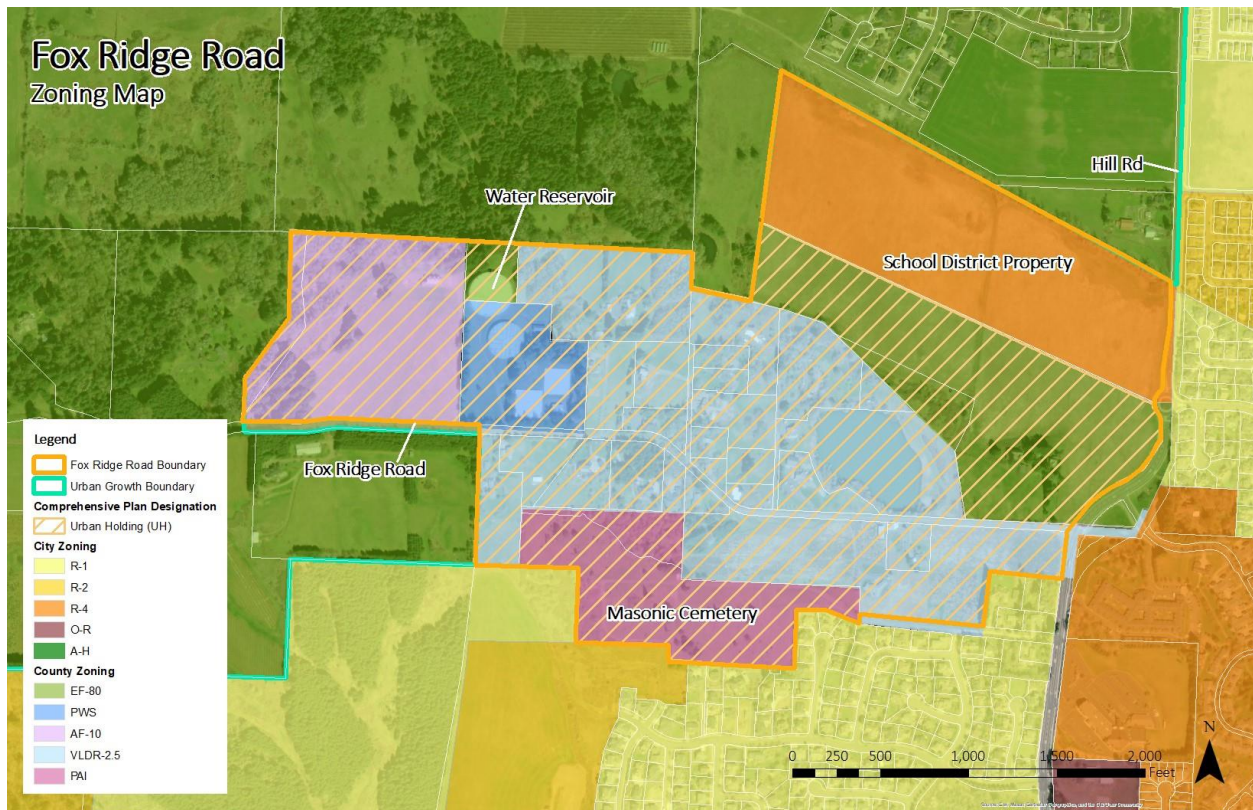 Fox Ridge Road
Zoning Map
Hill Rd
Water Reservoir
School District Property
Fox Ridge Road
Masonic Cemetery
Legend
Fox Ridge Road Boundary
Urban Growth Boundary
Comprehensive Plan Designation
Urban Holding (UH)
City Zoning
R-1
R-2
R-4
O-R
A-H
County Zoning
EF-80
PWS
AF-10
VLDR-2.5
PAI
N
0 250 500 1,000 1,500 2,000
Feet